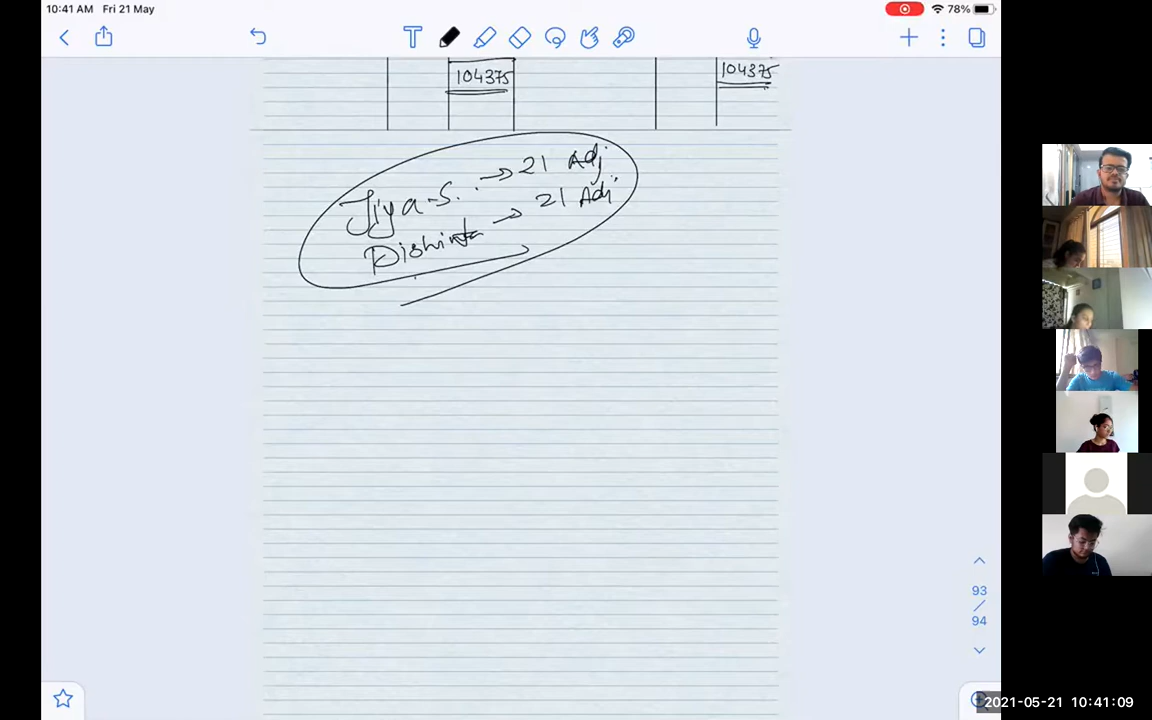 10:41 AM Fri 21 May
78%
T
104375
104375
Jiya S. → 21 Adj
→ 21 Adj
93
94
2021-05-21 10:41:09